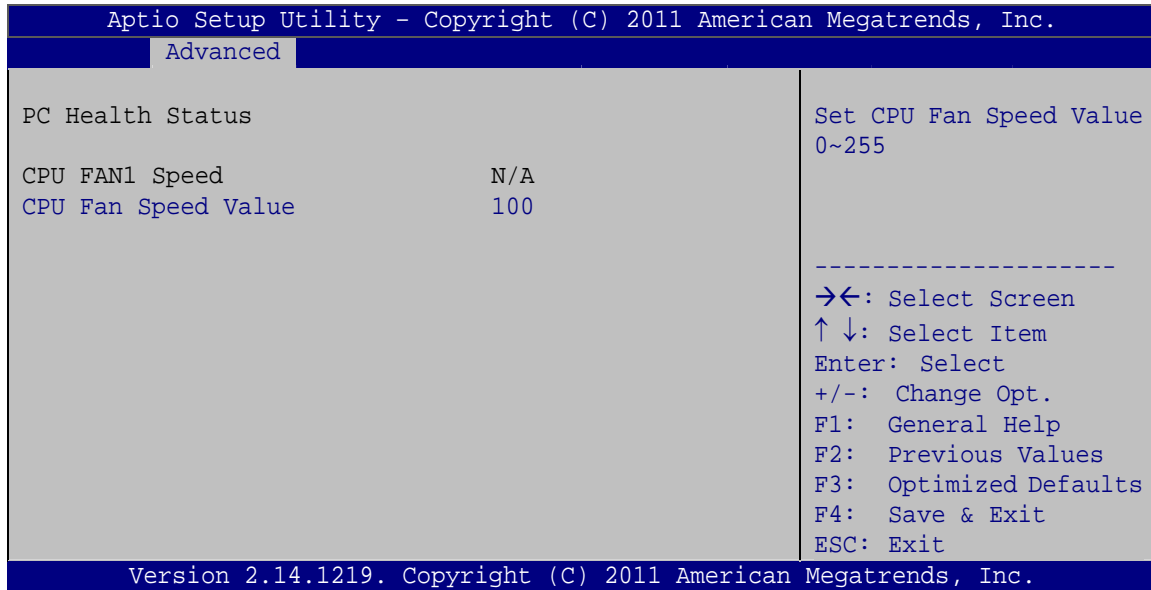 Aptio Setup Utility – Copyright (C) 2011 American Megatrends, Inc.
Advanced
PC Health Status
CPU FAN1 Speed N/A
CPU Fan Speed Value 100
Set CPU Fan Speed Value
0~255
---------------------
→←: Select Screen
↑ ↓: Select Item
Enter: Select
+/-: Change Opt.
F1: General Help
F2: Previous Values
F3: Optimized Defaults
F4: Save & Exit
ESC: Exit
Version 2.14.1219. Copyright (C) 2011 American Megatrends, Inc.